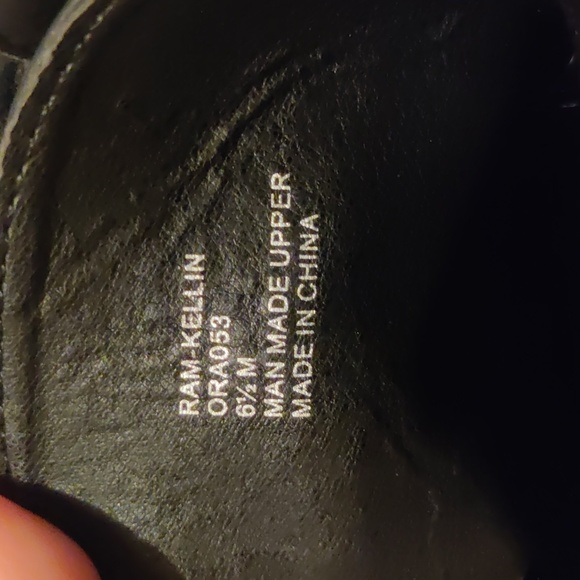 RAM-KELLIN
ORA053
6½ M
MAN MADE UPPER
MADE IN CHINA